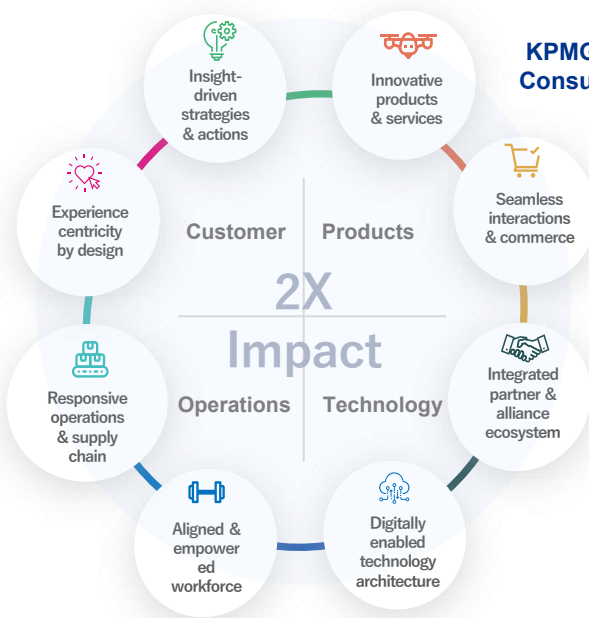 Insight-
driven
strategies
& actions
Innovative
products
& services
KPMG
Consu
Experience
centricity
by design
Seamless
interactions
& commerce
Customer
Products
2X
Impact
Operations
Technology
Responsive
operations
& supply
chain
Integrated
partner &
alliance
ecosystem
Aligned &
empower
ed
workforce
Digitally
enabled
technology
architecture